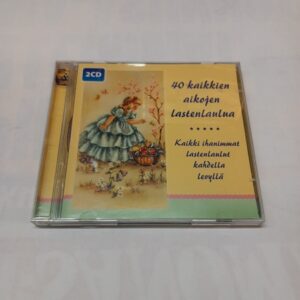 2CD
40 kaikkien
aikojen
lastenlaulua
★★★★★
Kaikki ihanimmat
lastenlaulut
kahdella
levyllä